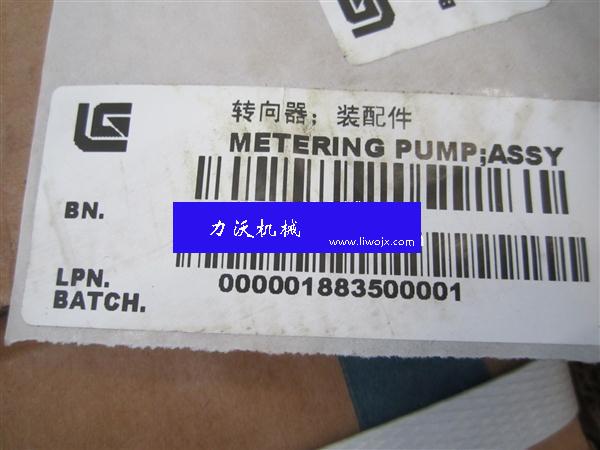 LG
转向器；装配件
METERING PUMP;ASSY
BN.
力沃机械
www.liwojx.com
LPN.
000001883500001
BATCH.